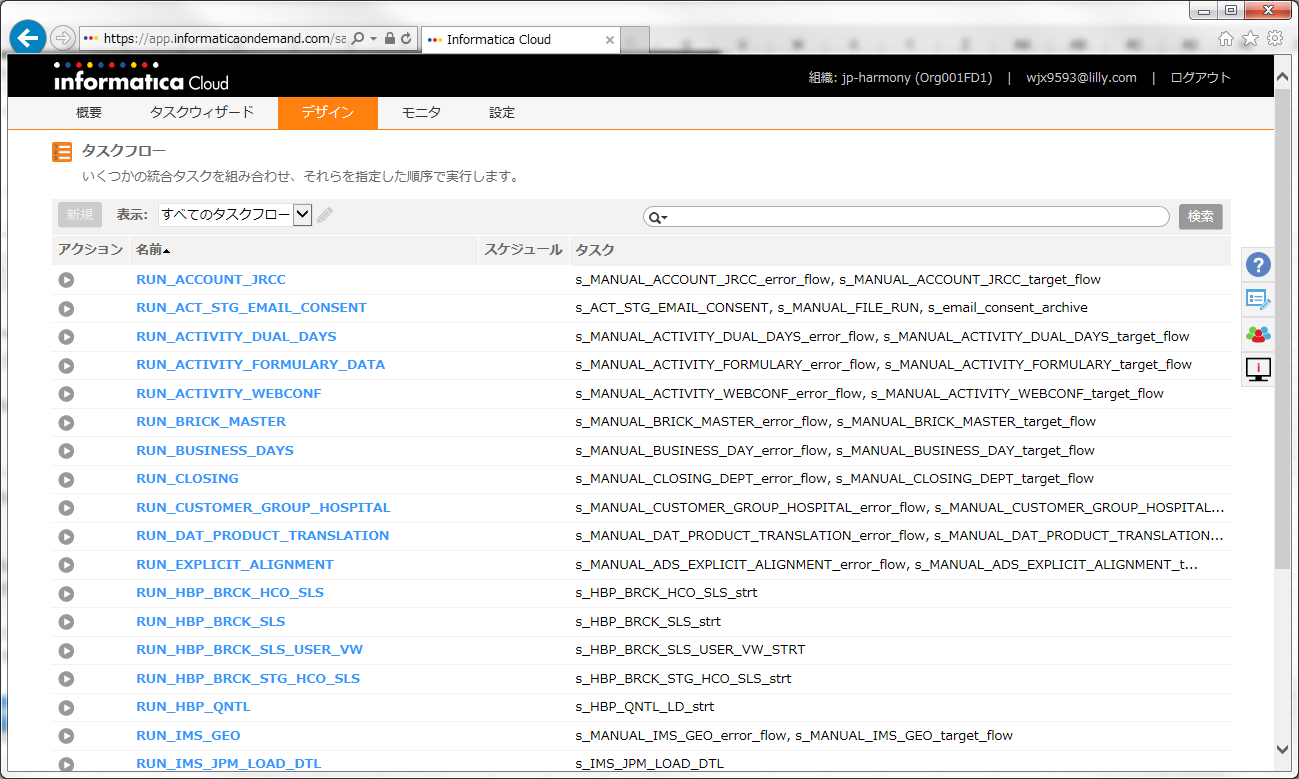 https://app.informaticaondemand.com/sa
Informatica Cloud
informatica Cloud
組織: jp-harmony (Org001FD1) | wjx9593@lilly.com | ログアウト
概要 タスクウィザード デザイン モニタ 設定
タスクフロー
いくつかの統合タスクを組み合わせ、それらを指定した順序で実行します。
新規 表示: すべてのタスクフロー 検索
アクション 名前 スケジュール タスク
RUN_ACCOUNT_JRCC s_MANUAL_ACCOUNT_JRCC_error_flow, s_MANUAL_ACCOUNT_JRCC_target_flow
RUN_ACT_STG_EMAIL_CONSENT s_ACT_STG_EMAIL_CONSENT, s_MANUAL_FILE_RUN, s_email_consent_archive
RUN_ACTIVITY_DUAL_DAYS s_MANUAL_ACTIVITY_DUAL_DAYS_error_flow, s_MANUAL_ACTIVITY_DUAL_DAYS_target_flow
RUN_ACTIVITY_FORMULARY_DATA s_MANUAL_ACTIVITY_FORMULARY_error_flow, s_MANUAL_ACTIVITY_FORMULARY_target_flow
RUN_ACTIVITY_WEBCONF s_MANUAL_ACTIVITY_WEBCONF_error_flow, s_MANUAL_ACTIVITY_WEBCONF_target_flow
RUN_BRICK_MASTER s_MANUAL_BRICK_MASTER_error_flow, s_MANUAL_BRICK_MASTER_target_flow
RUN_BUSINESS_DAYS s_MANUAL_BUSINESS_DAY_error_flow, s_MANUAL_BUSINESS_DAY_target_flow
RUN_CLOSING s_MANUAL_CLOSING_DEPT_error_flow, s_MANUAL_CLOSING_DEPT_target_flow
RUN_CUSTOMER_GROUP_HOSPITAL s_MANUAL_CUSTOMER_GROUP_HOSPITAL_error_flow, s_MANUAL_CUSTOMER_GROUP_HOSPITAL...
RUN_DAT_PRODUCT_TRANSLATION s_MANUAL_DAT_PRODUCT_TRANSLATION_error_flow, s_MANUAL_DAT_PRODUCT_TRANSLATION...
RUN_EXPLICIT_ALIGNMENT s_MANUAL_ADS_EXPLICIT_ALIGNMENT_error_flow, s_MANUAL_ADS_EXPLICIT_ALIGNMENT_t...
RUN_HBP_BRCK_HCO_SLS s_HBP_BRCK_HCO_SLS_strt
RUN_HBP_BRCK_SLS s_HBP_BRCK_SLS_strt
RUN_HBP_BRCK_SLS_USER_VW s_HBP_BRCK_SLS_USER_VW_STRT
RUN_HBP_BRCK_STG_HCO_SLS s_HBP_BRCK_STG_HCO_SLS_strt
RUN_HBP_QNTL s_HBP_QNTL_LD_strt
RUN_IMS_GEO s_MANUAL_IMS_GEO_error_flow, s_MANUAL_IMS_GEO_target_flow
RUN_IMS_JPM_LOAD_DTL s_IMS_JPM_LOAD_DTL